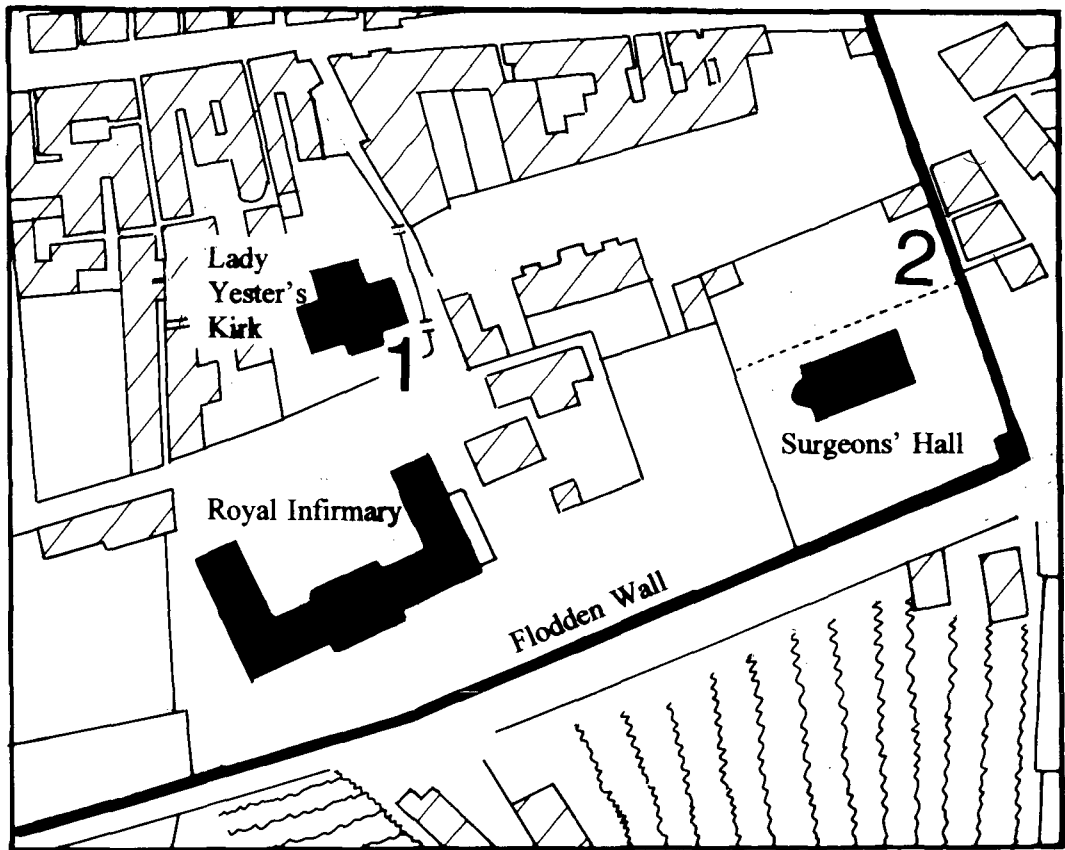 Lady
Yester's
Kirk
1
2
Surgeons' Hall
Royal Infirmary
Flodden Wall